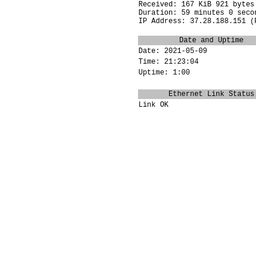 Received: 167 KiB 921 bytes
Duration: 59 minutes 0 seco
IP Address: 37.28.188.151 (
Date and Uptime
Date: 2021-05-09
Time: 21:23:04
Uptime: 1:00
Ethernet Link Status
Link OK